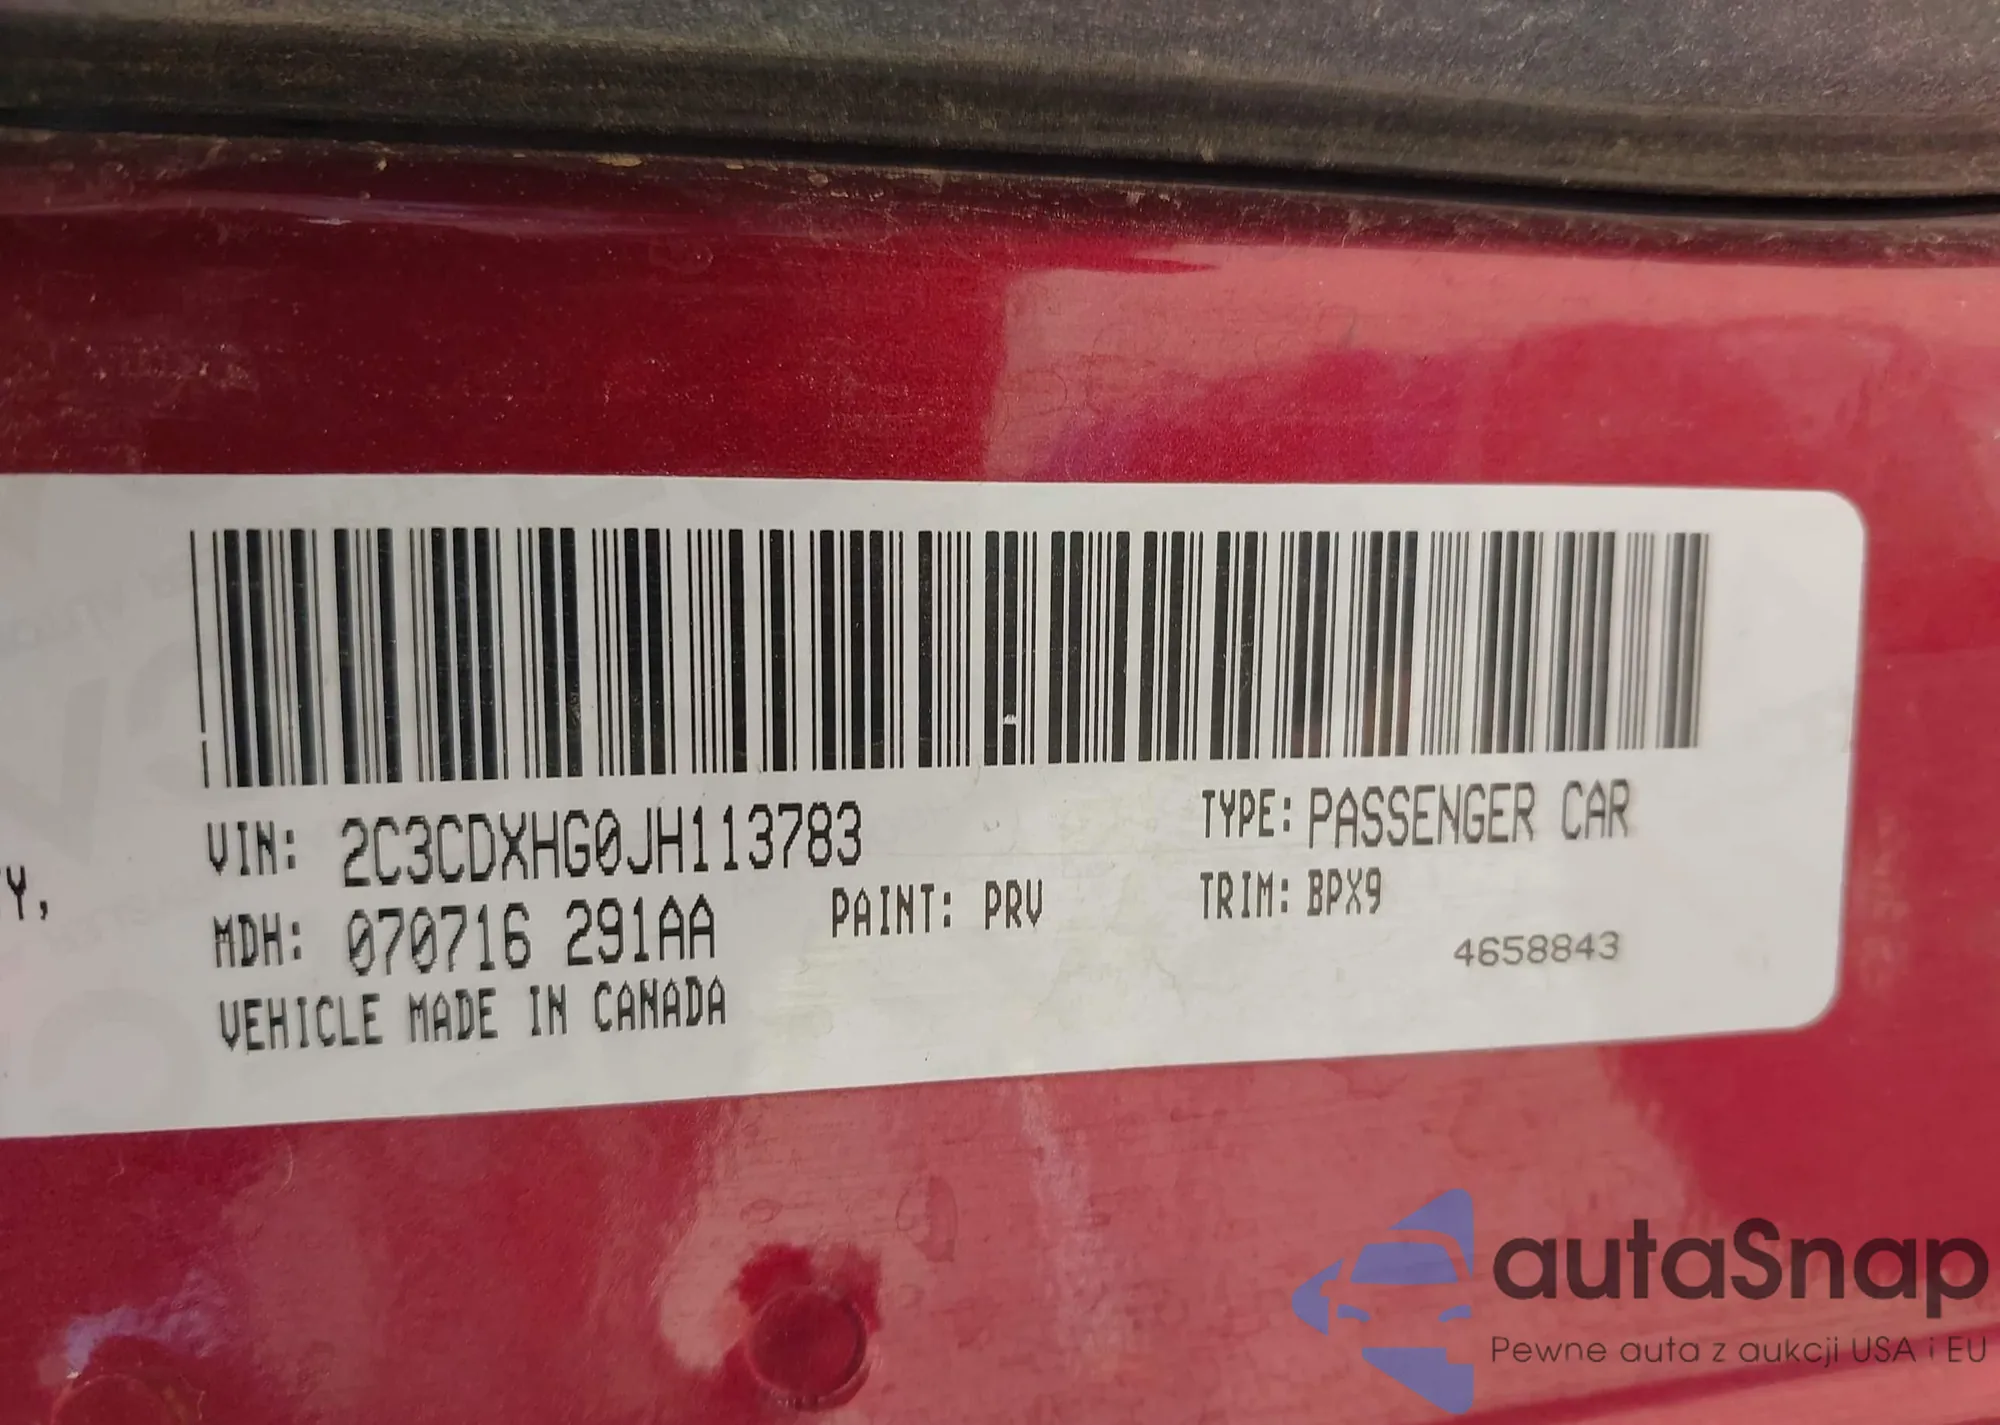 VIN: 2C3CDXHG0JH113783
TYPE: PASSENGER CAR
Y,
MDH: 070716 291AA
PAINT: PRV
TRIM: BPX9
4658843
VEHICLE MADE IN CANADA
autaSnap
Pewne auta z aukcji USA i EU